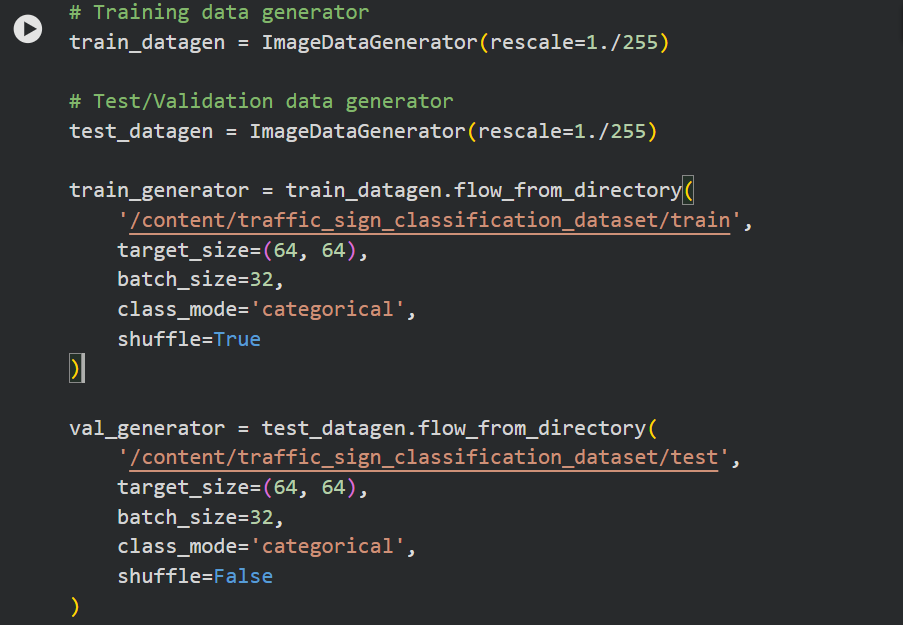 # Training data generator
train_datagen = ImageDataGenerator(rescale=1./255)
# Test/Validation data generator
test_datagen = ImageDataGenerator(rescale=1./255)
train_generator = train_datagen.flow_from_directory(
'/content/traffic_sign_classification_dataset/train',
target_size=(64, 64),
batch_size=32,
class_mode='categorical',
shuffle=True
)
val_generator = test_datagen.flow_from_directory(
'/content/traffic_sign_classification_dataset/test',
target_size=(64, 64),
batch_size=32,
class_mode='categorical',
shuffle=False
)